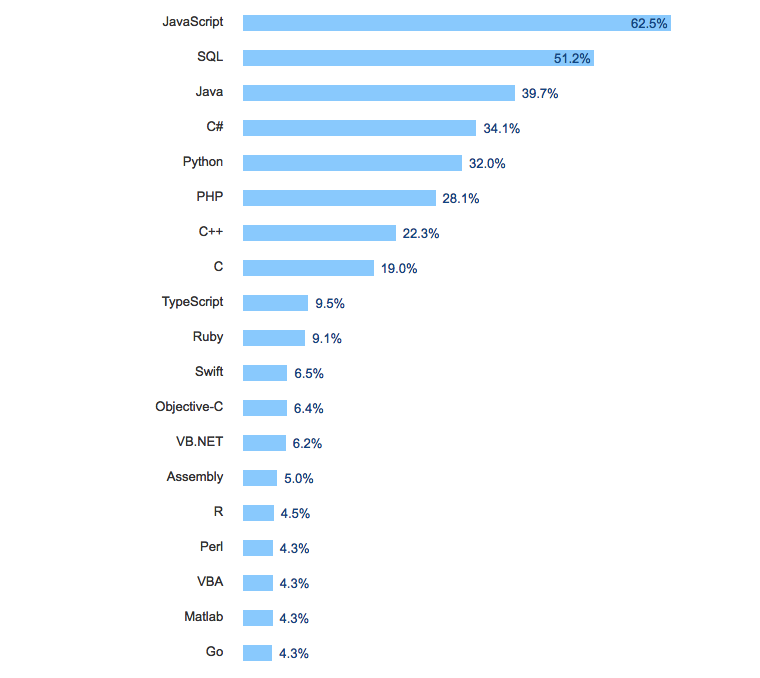 JavaScript 62.5%
SQL 51.2%
Java 39.7%
C# 34.1%
Python 32.0%
PHP 28.1%
C++ 22.3%
C 19.0%
TypeScript 9.5%
Ruby 9.1%
Swift 6.5%
Objective-C 6.4%
VB.NET 6.2%
Assembly 5.0%
R 4.5%
Perl 4.3%
VBA 4.3%
Matlab 4.3%
Go 4.3%